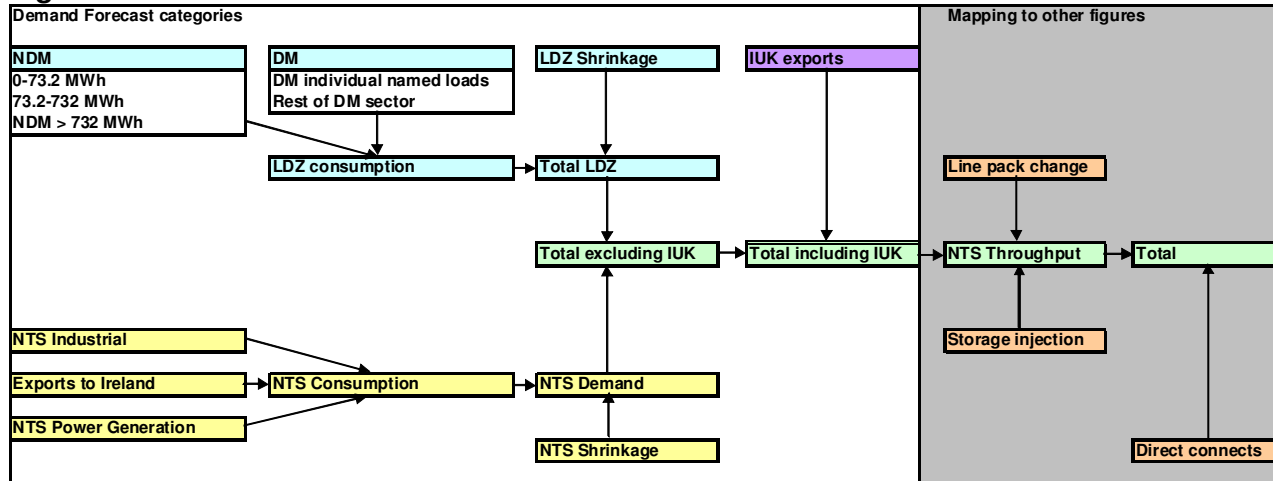 Demand Forecast categories
Mapping to other figures
NDM
DM
LDZ Shrinkage
IUK exports
0-73.2 MWh
DM individual named loads
73.2-732 MWh
Rest of DM sector
NDM > 732 MWh
LDZ consumption
Total LDZ
Line pack change
Total excluding IUK
Total including IUK
NTS Throughput
Total
NTS Industrial
Storage injection
Exports to Ireland
NTS Consumption
NTS Demand
NTS Power Generation
NTS Shrinkage
Direct connects